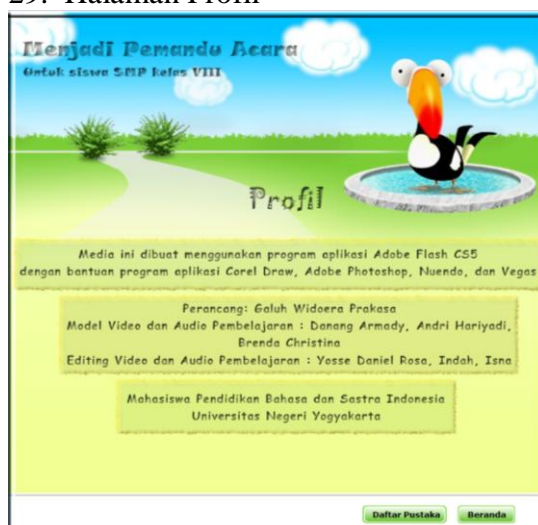 29. Halaman Profil
Menjadi Pemandu Acara
Untuk siswa SMP kelas VIII
Profil
Media ini dibuat menggunakan program aplikasi Adobe Flash CS5
dengan bantuan program aplikasi Corel Draw, Adobe Photoshop, Nuendo, dan Vegas
Perancang: Galuh Widoera Prakasa
Model Video dan Audio Pembelajaran : Danang Armady, Andri Hariyadi,
Brenda Christina
Editing Video dan Audio Pembelajaran : Yosse Daniel Rosa, Indah, Isna
Mahasiswa Pendidikan Bahasa dan Sastra Indonesia
Universitas Negeri Yogyakarta
Daftar Pustaka
Beranda